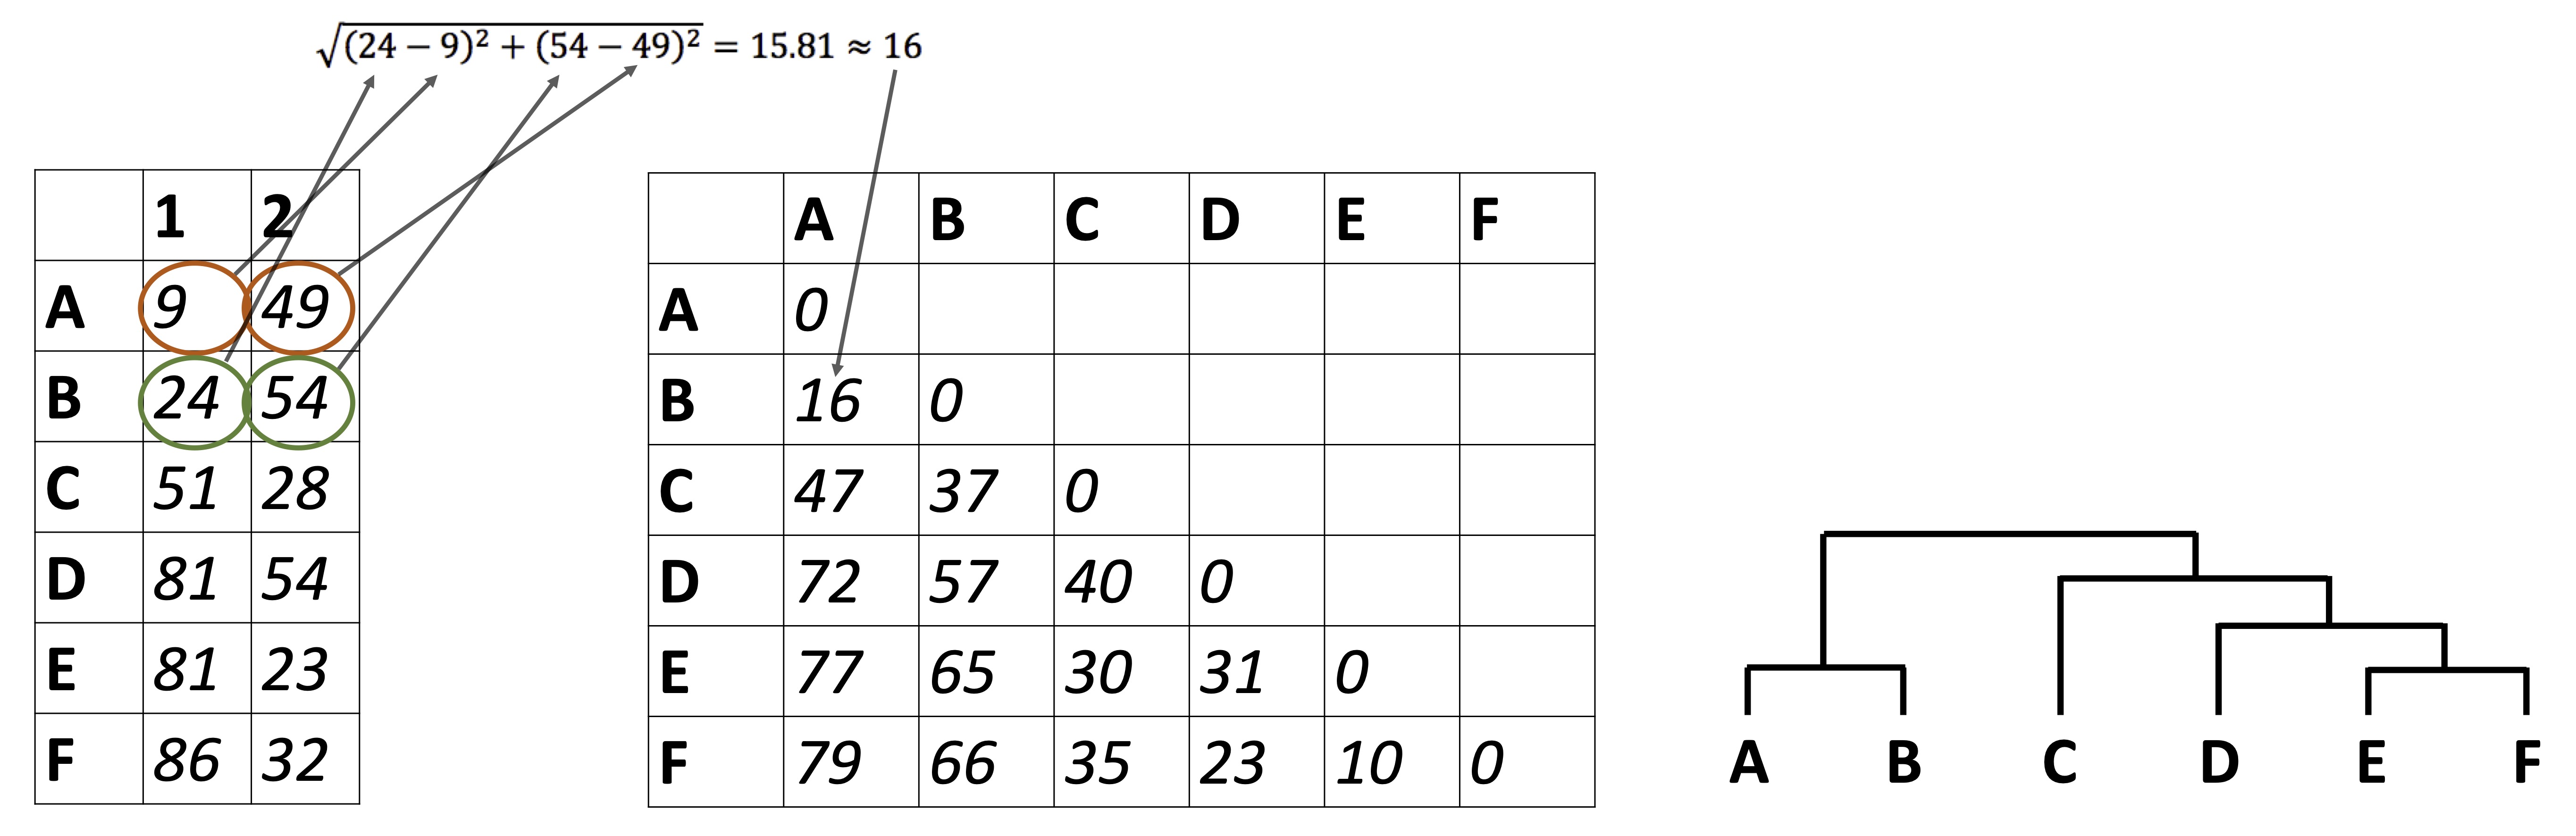 √(24 − 9)² + (54 − 49)² = 15.81 ≈ 16
1 2
A 9 49
B 24 54
C 51 28
D 81 54
E 81 23
F 86 32
A B C D E F
A 0
B 16 0
C 47 37 0
D 72 57 40 0
E 77 65 30 31 0
F 79 66 35 23 10 0
A B C D E F